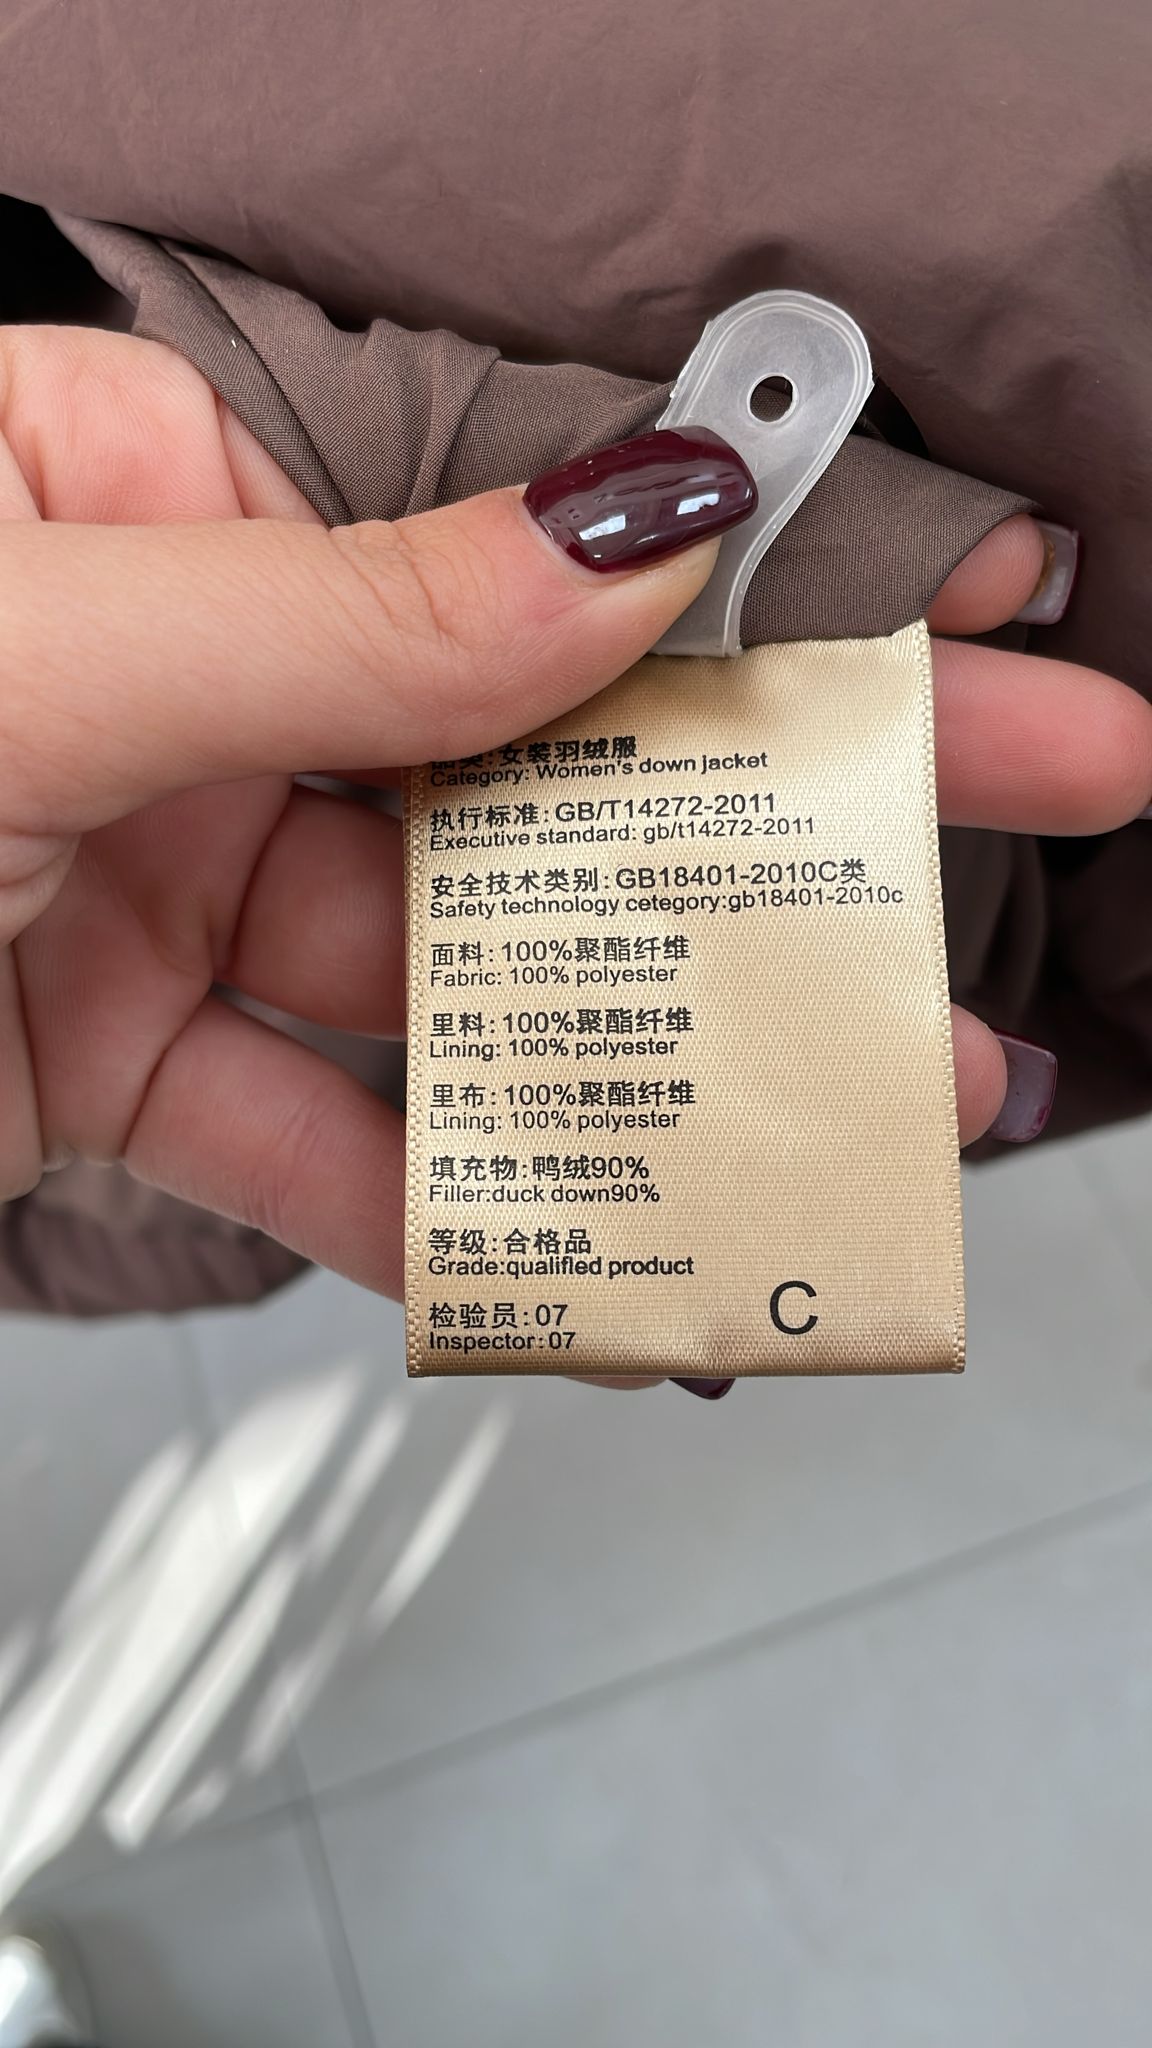 品类:女装羽绒服
Category: Women's down jacket
执行标准:GB/T14272-2011
Executive standard: gb/t14272-2011
安全技术类别:GB18401-2010C类
Safety technology cetegory:gb18401-2010c
面料:100%聚酯纤维
Fabric: 100% polyester
里料:100%聚酯纤维
Lining: 100% polyester
里布:100%聚酯纤维
Lining: 100% polyester
填充物:鸭绒90%
Filler:duck down90%
等级:合格品
Grade:qualifled product
检验员:07
Inspector:07
C